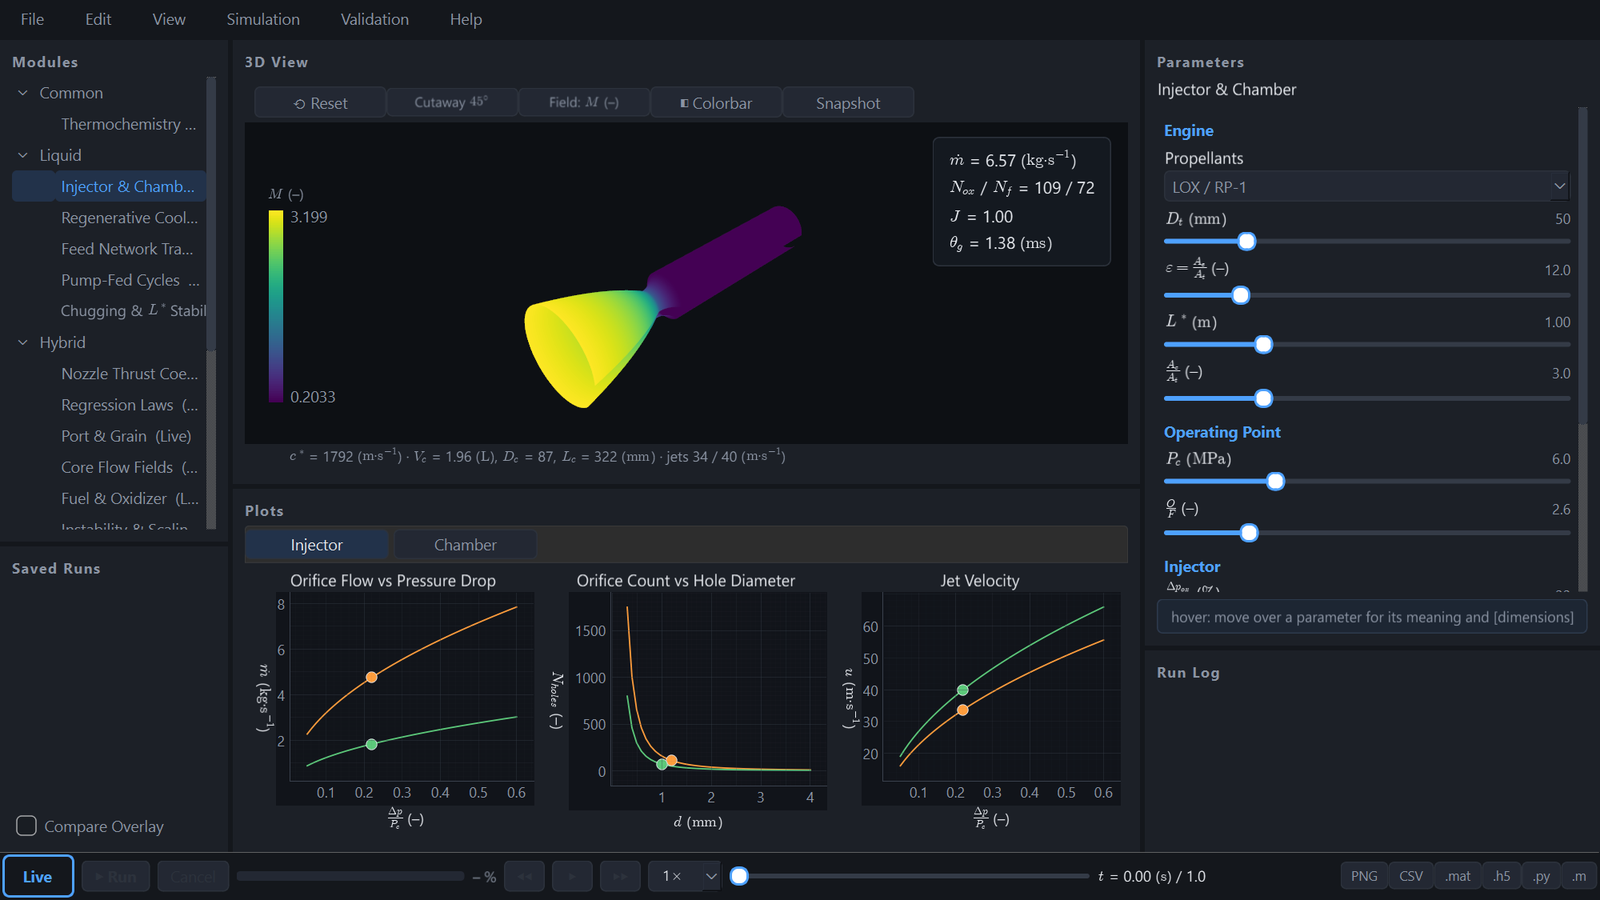 File Edit View Simulation Validation Help
Modules
Common
Thermochemistry ...
Liquid
Injector & Chamb...
Regenerative Cool...
Feed Network Tra...
Pump-Fed Cycles ...
Chugging & L* Stabil
Hybrid
Nozzle Thrust Coe...
Regression Laws (...
Port & Grain (Live)
Core Flow Fields (...
Fuel & Oxidizer (L...
Instability & Scalin
Saved Runs
Compare Overlay
3D View
⟲ Reset Cutaway 45° Field: M (–) Colorbar Snapshot
M (–)
3.199
0.2033
ṁ = 6.57 (kg·s⁻¹)
Nₒₓ / N_f = 109 / 72
J = 1.00
θ_g = 1.38 (ms)
c* = 1792 (m·s⁻¹) · V_c = 1.96 (L), D_c = 87, L_c = 322 (mm) · jets 34 / 40 (m·s⁻¹)
Plots
Injector Chamber
Orifice Flow vs Pressure Drop
ṁ (kg·s⁻¹)
8
6
4
2
0.1 0.2 0.3 0.4 0.5 0.6
Δp/P_c (–)
Orifice Count vs Hole Diameter
N_holes (–)
1500
1000
500
0
1 2 3 4
d (mm)
Jet Velocity
u (m·s⁻¹)
60
50
40
30
20
0.1 0.2 0.3 0.4 0.5 0.6
Δp/P_c (–)
Parameters
Injector & Chamber
Engine
Propellants
LOX / RP-1
D_t (mm) 50
ε = A_e/A_t (–) 12.0
L* (m) 1.00
A_c/A_t (–) 3.0
Operating Point
P_c (MPa) 6.0
O/F (–) 2.6
Injector
hover: move over a parameter for its meaning and [dimensions]
Run Log
Live Run Cancel – % 1× t = 0.00 (s) / 1.0 PNG CSV .mat .h5 .py .m